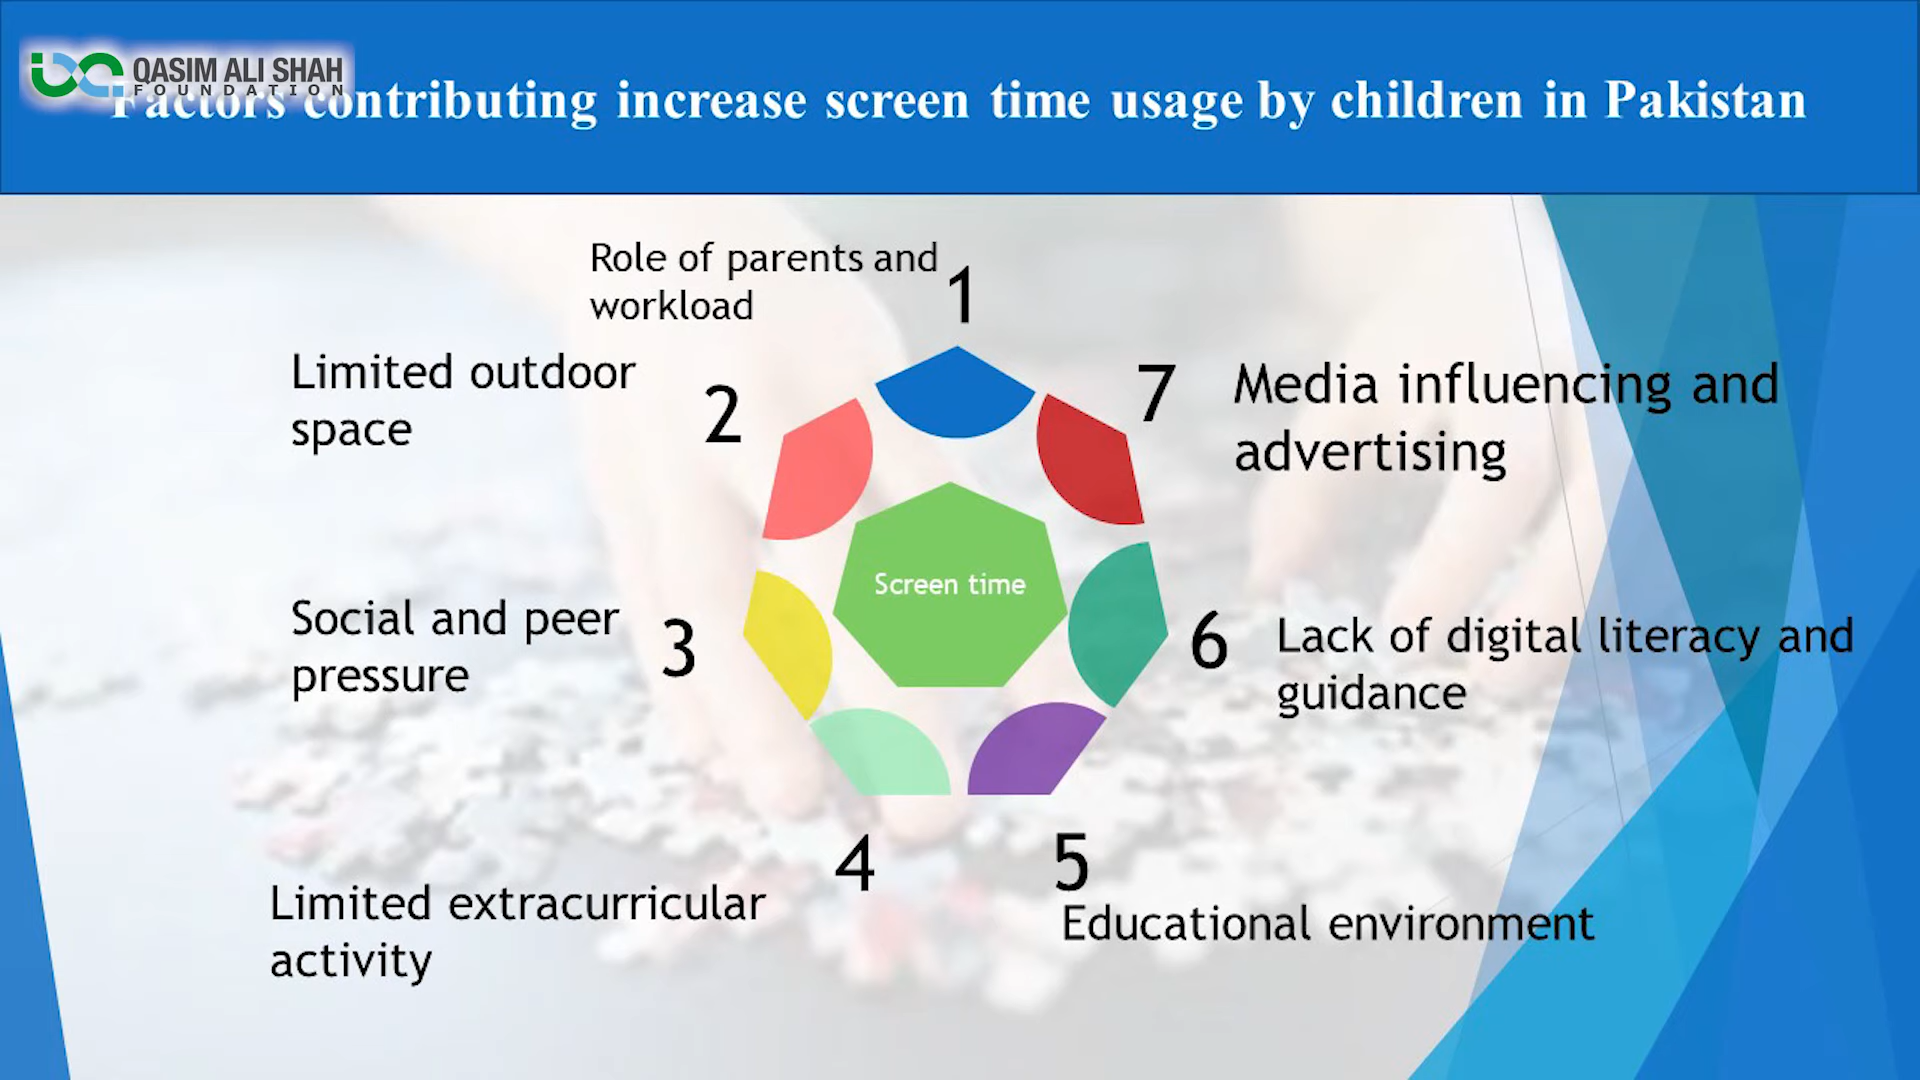 QASIM ALI SHAH
FOUNDATION
Factors contributing increase screen time usage by children in Pakistan
Role of parents and
workload
1
Limited outdoor
space
2
7
Media influencing and
advertising
Screen time
Social and peer
pressure
3
6
Lack of digital literacy and
guidance
4
5
Limited extracurricular
activity
Educational environment